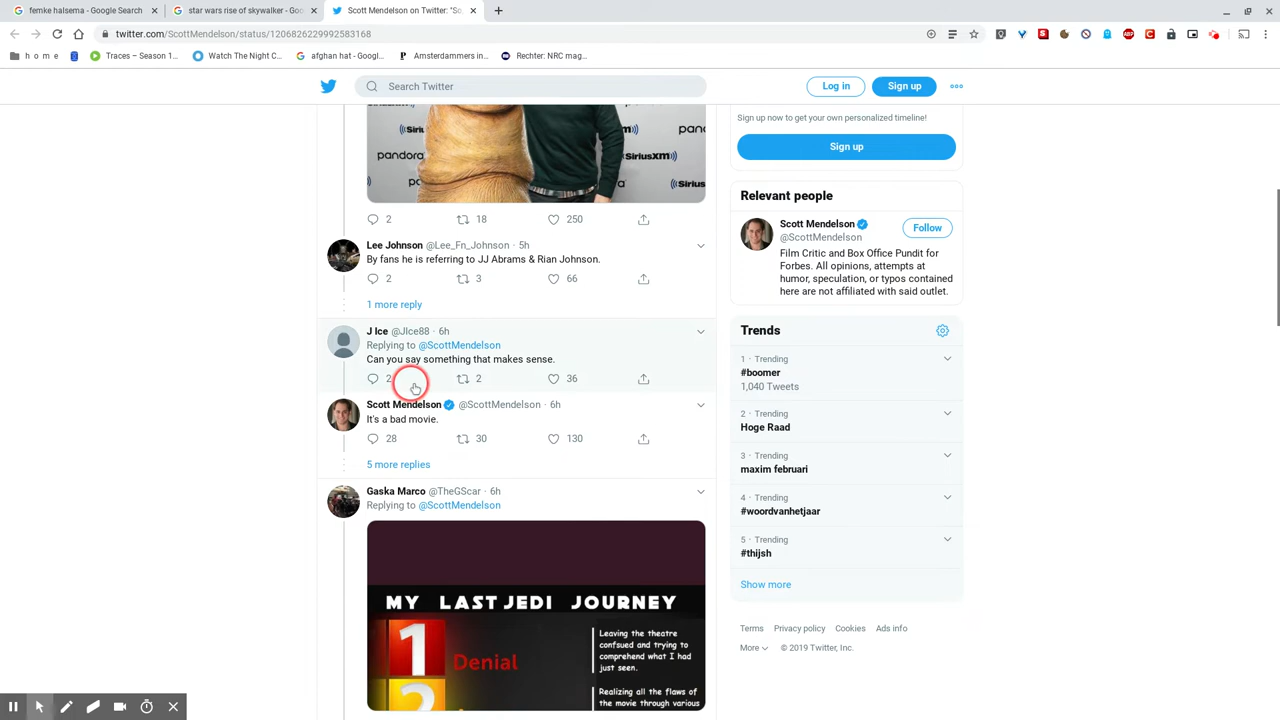 femke halsema - Google Search
star wars rise of skywalker - Goo
Scott Mendelson on Twitter: "So,
twitter.com/ScottMendelson/status/1206826229992583168
h o m e
Traces – Season 1...
Watch The Night C...
afghan hat - Googl...
Amsterdammers in...
Rechter: NRC mag...
Search Twitter
Log in
Sign up
Sign up now to get your own personalized timeline!
Sign up
SiriusXM
pandora
SiriusXM
2 18 250
Lee Johnson @Lee_Fn_Johnson · 5h
By fans he is referring to JJ Abrams & Rian Johnson.
2 3 66
1 more reply
J Ice @JIce88 · 6h
Replying to @ScottMendelson
Can you say something that makes sense.
2 2 36
Scott Mendelson @ScottMendelson · 6h
It's a bad movie.
28 30 130
5 more replies
Gaska Marco @TheGScar · 6h
Replying to @ScottMendelson
MY LAST JEDI JOURNEY
1 Denial
Leaving the theatre
confsued and trying to
comprehend what I had
just seen.
2
Realizing all the flaws of
the movie through various
Relevant people
Scott Mendelson
@ScottMendelson
Follow
Film Critic and Box Office Pundit for
Forbes. All opinions, attempts at
humor, speculation, or typos contained
here are not affiliated with said outlet.
Trends
1 · Trending
#boomer
1,040 Tweets
2 · Trending
Hoge Raad
3 · Trending
maxim februari
4 · Trending
#woordvanhetjaar
5 · Trending
#thijsh
Show more
Terms Privacy policy Cookies Ads info
More © 2019 Twitter, Inc.